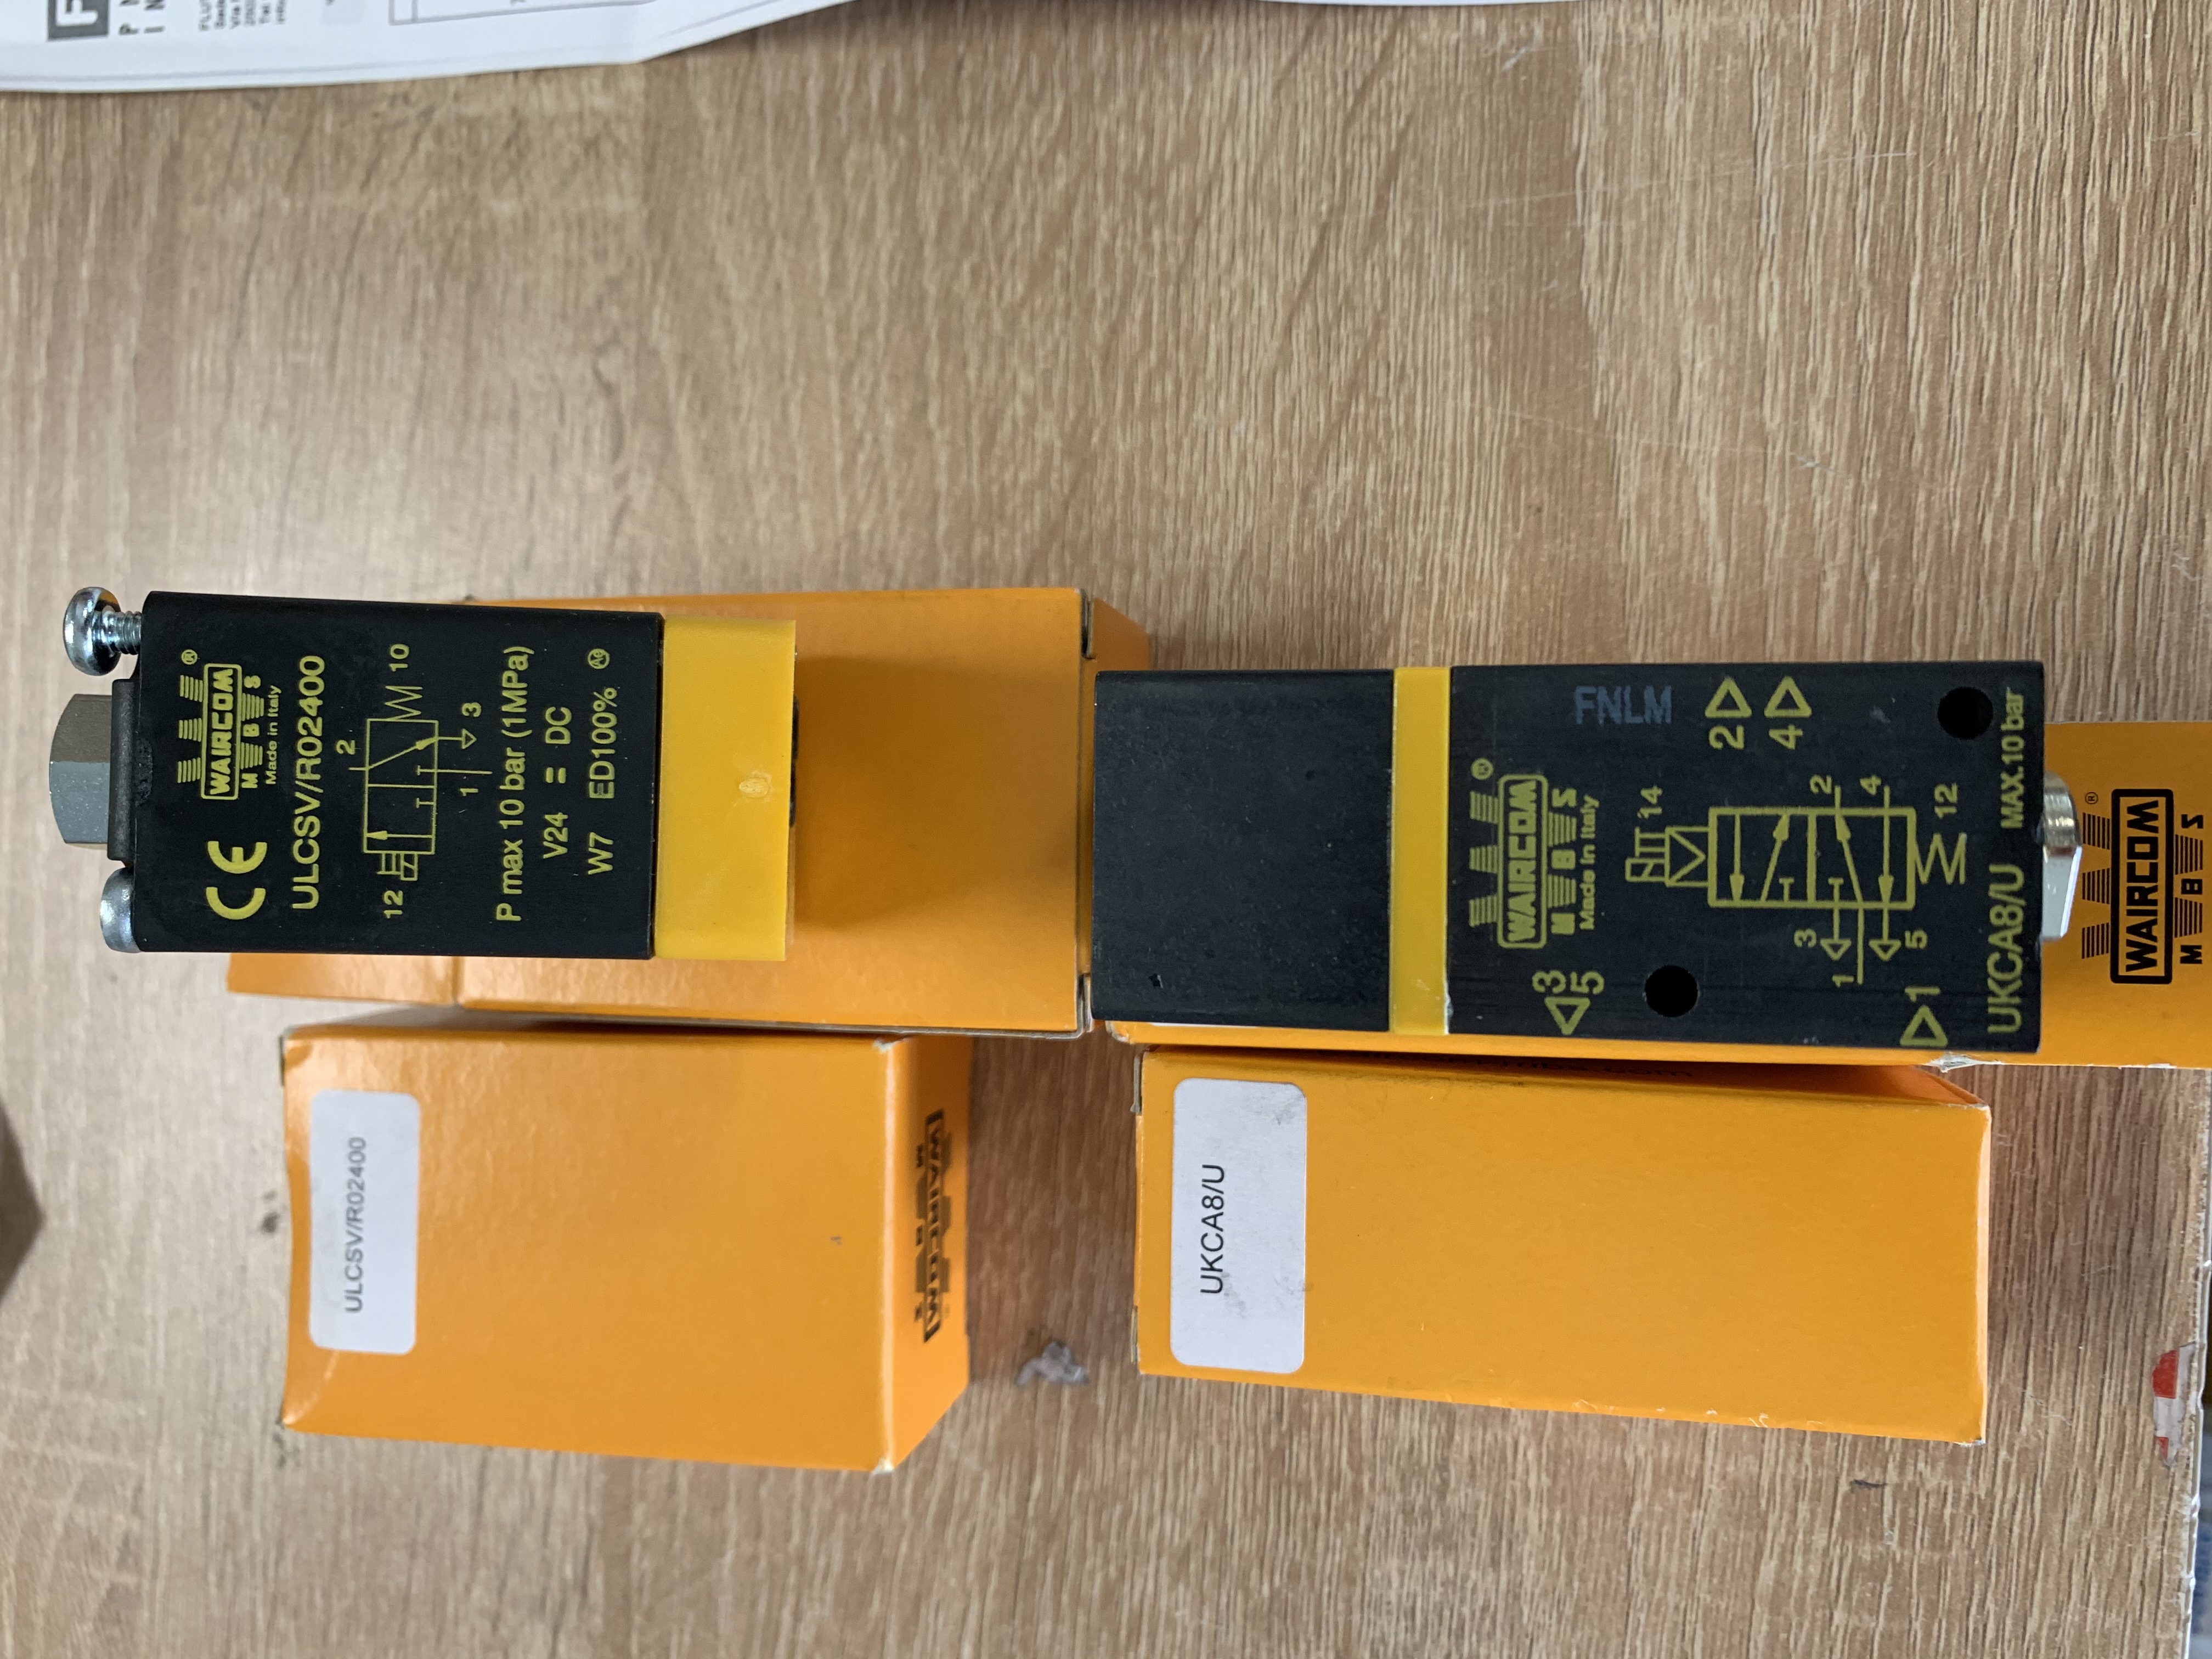 CE
WAIRCOM
M B S
Made in Italy
ULCSV/R02400
12
2
10
1
3
P max 10 bar (1MPa)
V24 = DC
W7 ED100%
WAIRCOM
M B S
Made in Italy
FNLM
3
5
2
4
14
3
1
5
2
4
12
1
UKCA8/U MAX.10 bar
WAIRCOM
M B S
ULCSV/R02400
WAIRCOM
UKCA8/U